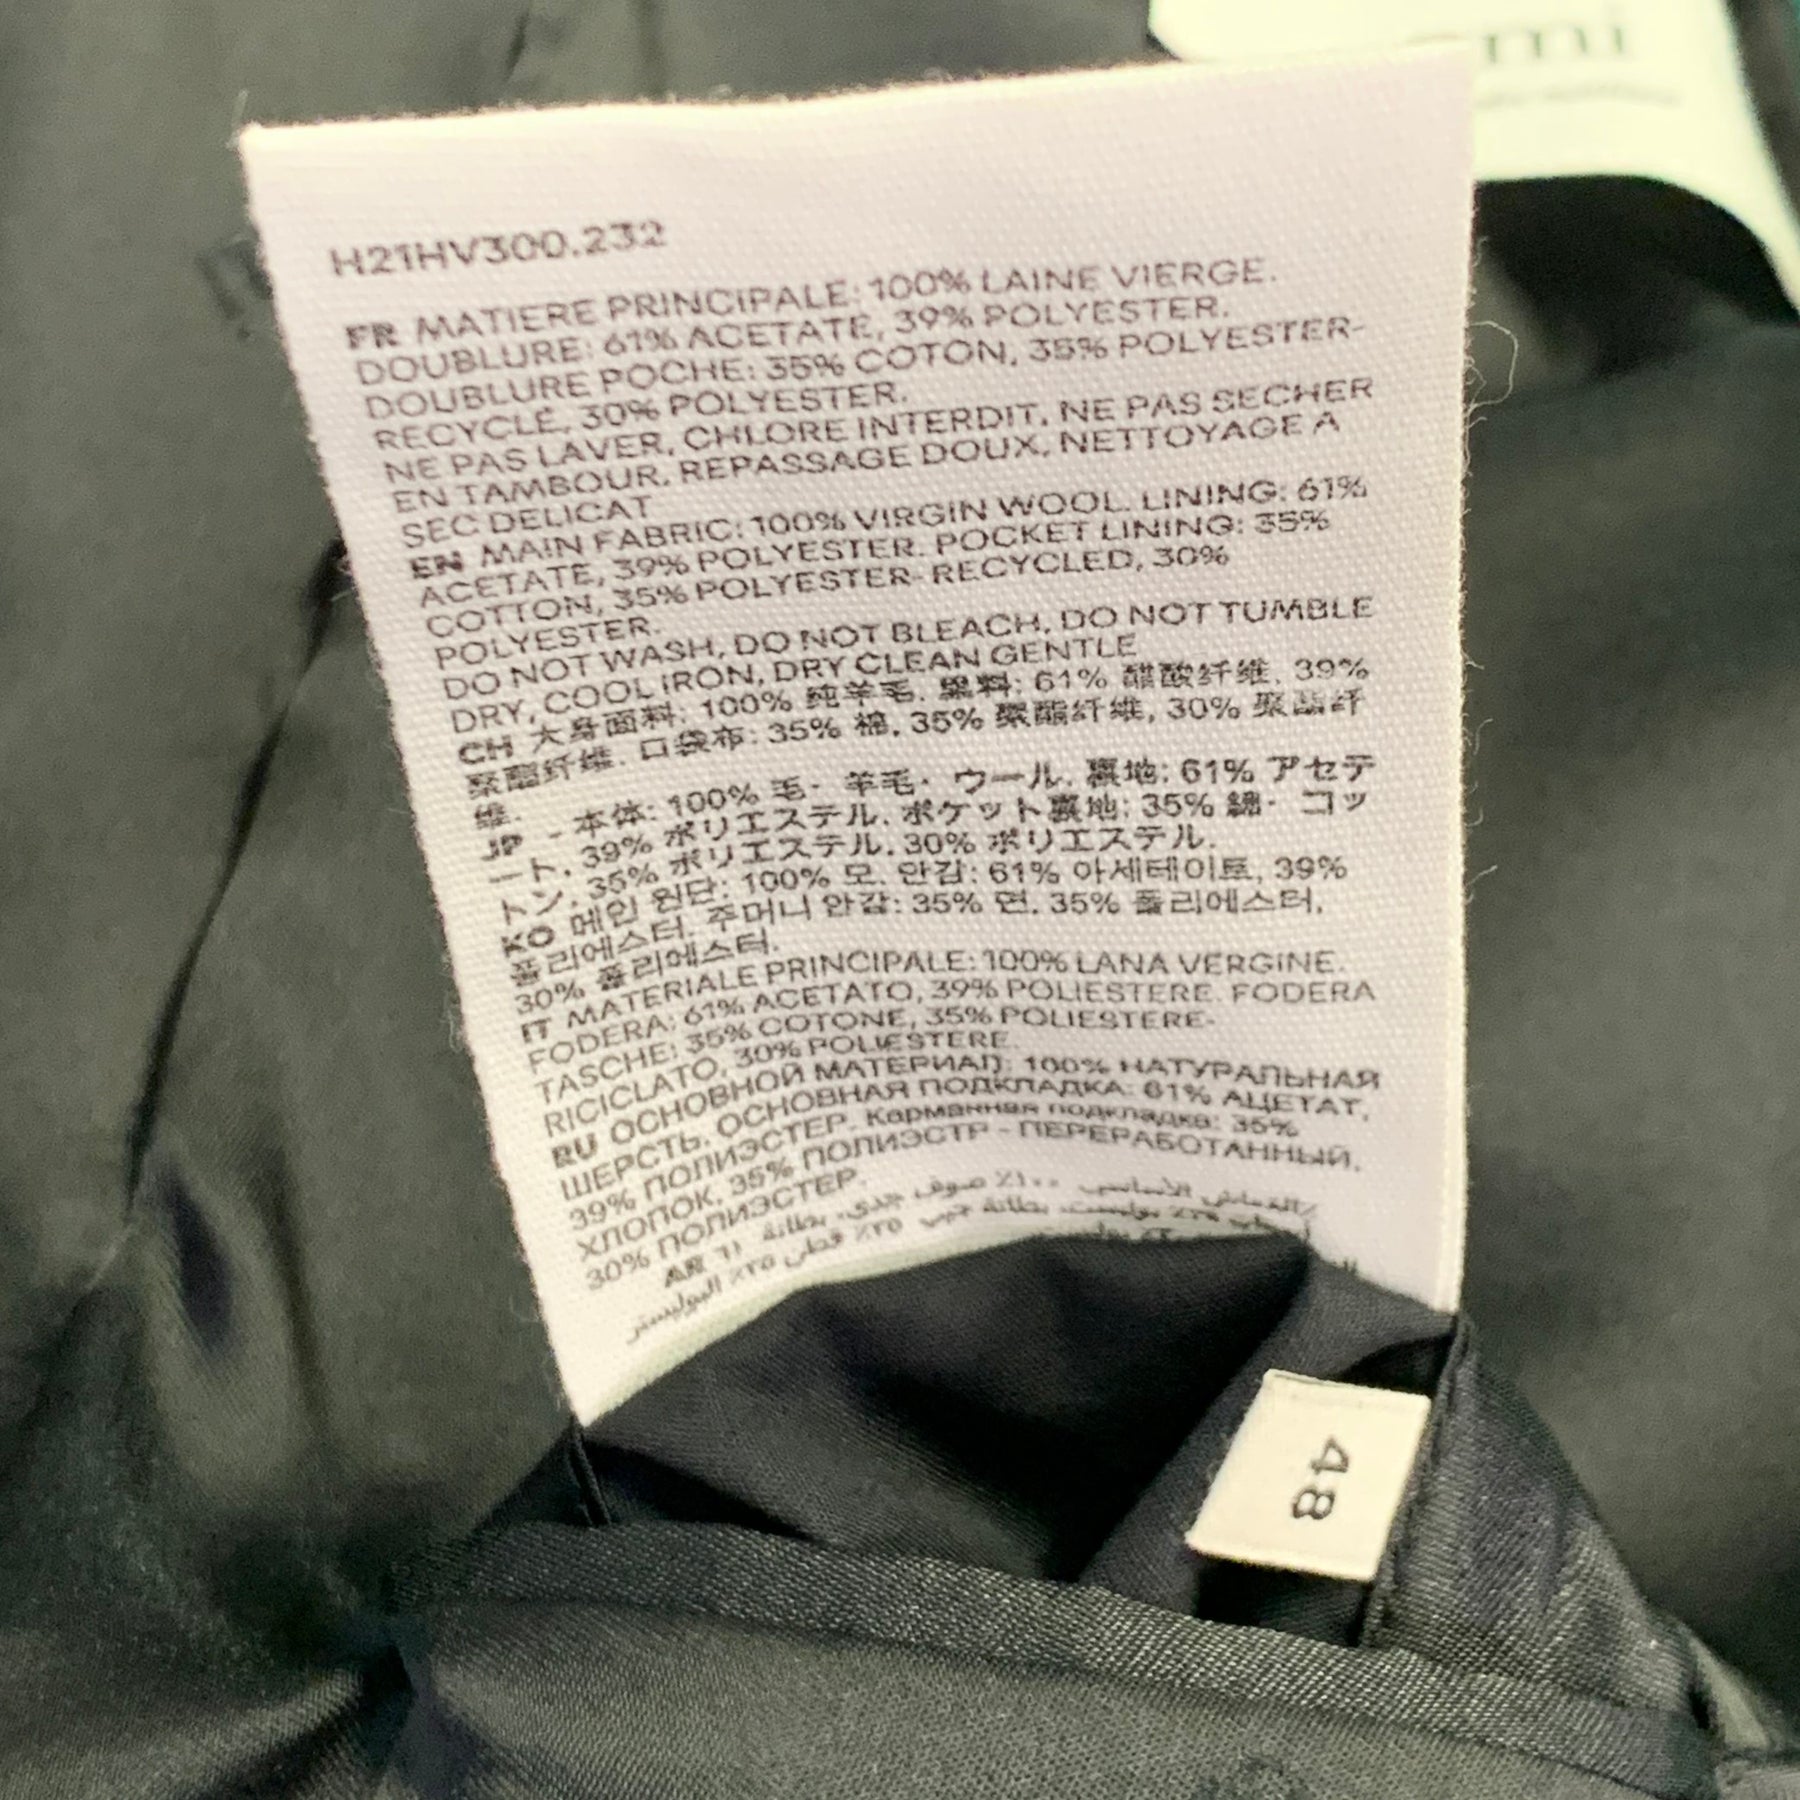 H21HV300.232
FR MATIERE PRINCIPALE: 100% LAINE VIERGE.
DOUBLURE: 61% ACETATE, 39% POLYESTER.
DOUBLURE POCHE: 35% COTON, 35% POLYESTER-
RECYCLÉ, 30% POLYESTER.
NE PAS LAVER, CHLORE INTERDIT, NE PAS SECHER
EN TAMBOUR, REPASSAGE DOUX, NETTOYAGE A
SEC DELICAT
EN MAIN FABRIC: 100% VIRGIN WOOL. LINING: 61%
ACETATE, 39% POLYESTER. POCKET LINING: 35%
COTTON, 35% POLYESTER-RECYCLED, 30%
POLYESTER.
DO NOT WASH, DO NOT BLEACH, DO NOT TUMBLE
DRY, COOL IRON, DRY CLEAN GENTLE
CH 大身面料: 100% 纯羊毛. 里料: 61% 醋酸纤维, 39%
聚酯纤维. 口袋布: 35% 棉, 35% 聚酯纤维, 30% 聚酯纤
维.
JP - 本体: 100% 毛・羊毛・ウール. 裏地: 61% アセテ
ート, 39% ポリエステル. ポケット裏地: 35% 綿・コッ
トン, 35% ポリエステル, 30% ポリエステル.
KO 메인 원단: 100% 모. 안감: 61% 아세테이트, 39%
폴리에스터. 주머니 안감: 35% 면, 35% 폴리에스터,
30% 폴리에스터.
IT MATERIALE PRINCIPALE: 100% LANA VERGINE.
FODERA: 61% ACETATO, 39% POLIESTERE. FODERA
TASCHE: 35% COTONE, 35% POLIESTERE-
RICICLATO, 30% POLIESTERE.
RU ОСНОВНОЙ МАТЕРИАЛ: 100% НАТУРАЛЬНАЯ
ШЕРСТЬ. ОСНОВНАЯ ПОДКЛАДКА: 61% АЦЕТАТ,
39% ПОЛИЭСТЕР. Карманная подкладка: 35%
ХЛОПОК, 35% ПОЛИЭСТР - ПЕРЕРАБОТАННЫЙ,
30% ПОЛИЭСТЕР.
AR
48